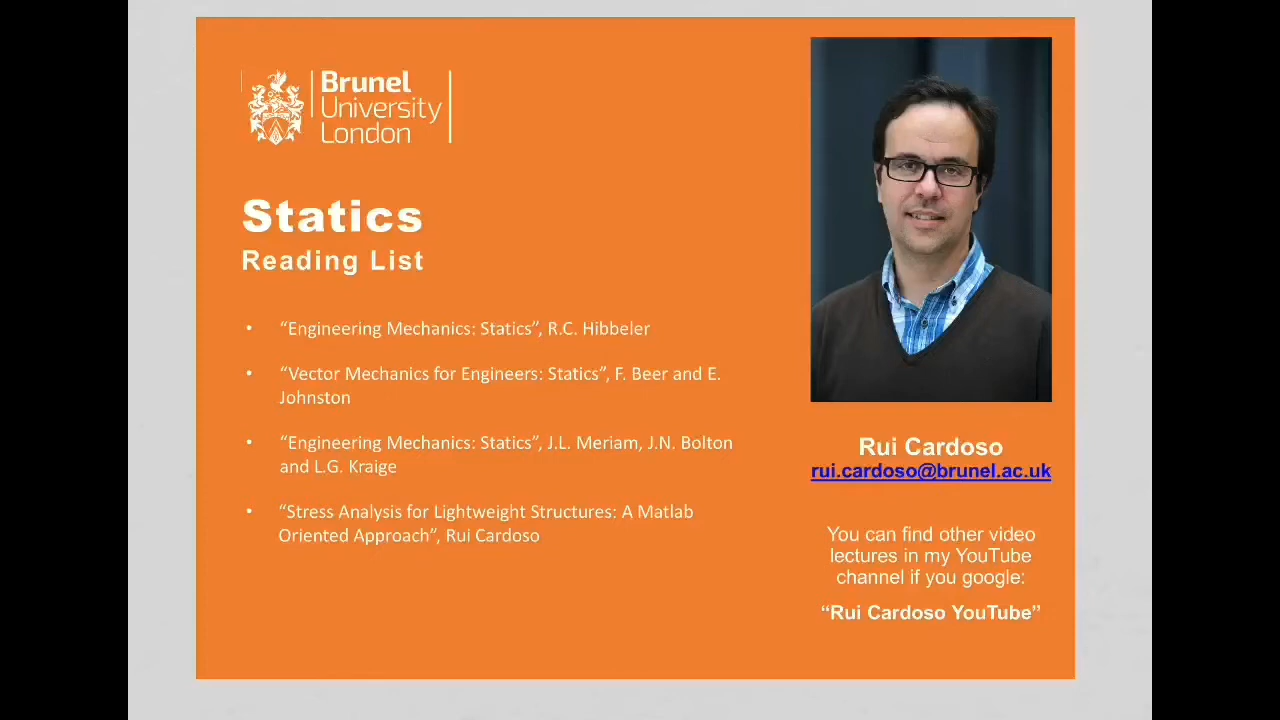 Brunel
University
London
Statics
Reading List
• “Engineering Mechanics: Statics”, R.C. Hibbeler
• “Vector Mechanics for Engineers: Statics”, F. Beer and E.
Johnston
• “Engineering Mechanics: Statics”, J.L. Meriam, J.N. Bolton
and L.G. Kraige
• “Stress Analysis for Lightweight Structures: A Matlab
Oriented Approach”, Rui Cardoso
Rui Cardoso
rui.cardoso@brunel.ac.uk
You can find other video
lectures in my YouTube
channel if you google:
“Rui Cardoso YouTube”